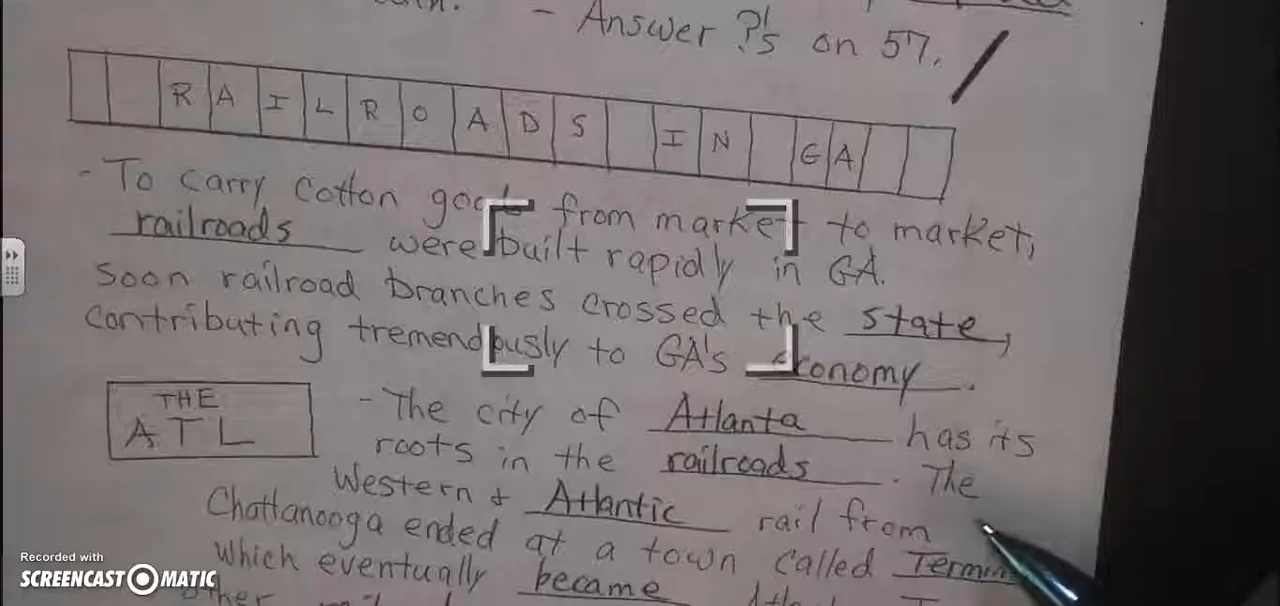 - Answer ?'s on 57.
RAILROADS IN GA
- To carry cotton goods from market to market,
railroads were built rapidly in GA.
Soon railroad branches crossed the state,
contributing tremendously to GA's economy.
THE
ATL
- The city of Atlanta has its
roots in the railroads. The
Western + Atlantic rail from
Chattanooga ended at a town called
which eventually became
other
Recorded with
SCREENCAST O MATIC